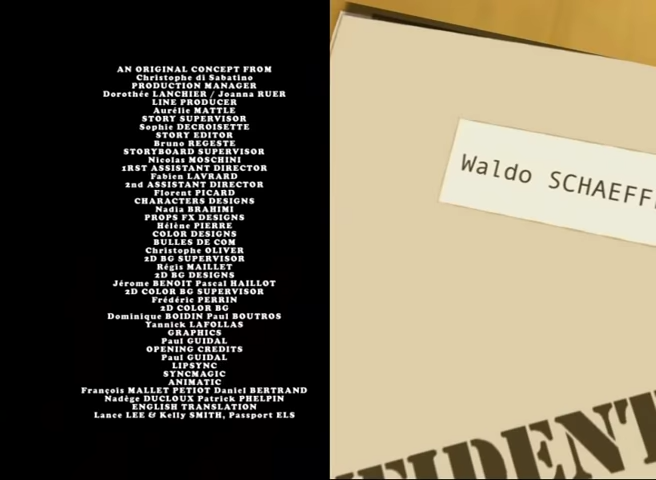 AN ORIGINAL CONCEPT FROM
Christophe di Sabatino
PRODUCTION MANAGER
Dorothée LANCHIER / Joanna RUER
LINE PRODUCER
Aurélie MATTLE
STORY SUPERVISOR
Sophie DECROISETTE
STORY EDITOR
Bruno REGESTE
STORYBOARD SUPERVISOR
Nicolas MOSCHINI
1RST ASSISTANT DIRECTOR
Fabien LAVRARD
2nd ASSISTANT DIRECTOR
Florent PICARD
CHARACTERS DESIGNS
Nadia BRAHIMI
PROPS FX DESIGNS
Hélène PIERRE
COLOR DESIGNS
BULLES DE COM
Christophe OLIVER
2D BG SUPERVISOR
Régis MAILLET
2D BG DESIGNS
Jérome BENOIT Pascal HAILLOT
2D COLOR BG SUPERVISOR
Frédéric PERRIN
2D COLOR BG
Dominique BOIDIN Paul BOUTROS
Yannick LAFOLLAS
GRAPHICS
Paul GUIDAL
OPENING CREDITS
Paul GUIDAL
LIPSYNC
SYNCMAGIC
ANIMATIC
François MALLET PETIOT Daniel BERTRAND
Nadège DUCLOUX Patrick PHELPIN
ENGLISH TRANSLATION
Lance LEE & Kelly SMITH, Passport ELS
Waldo SCHAEFF
FIDENT